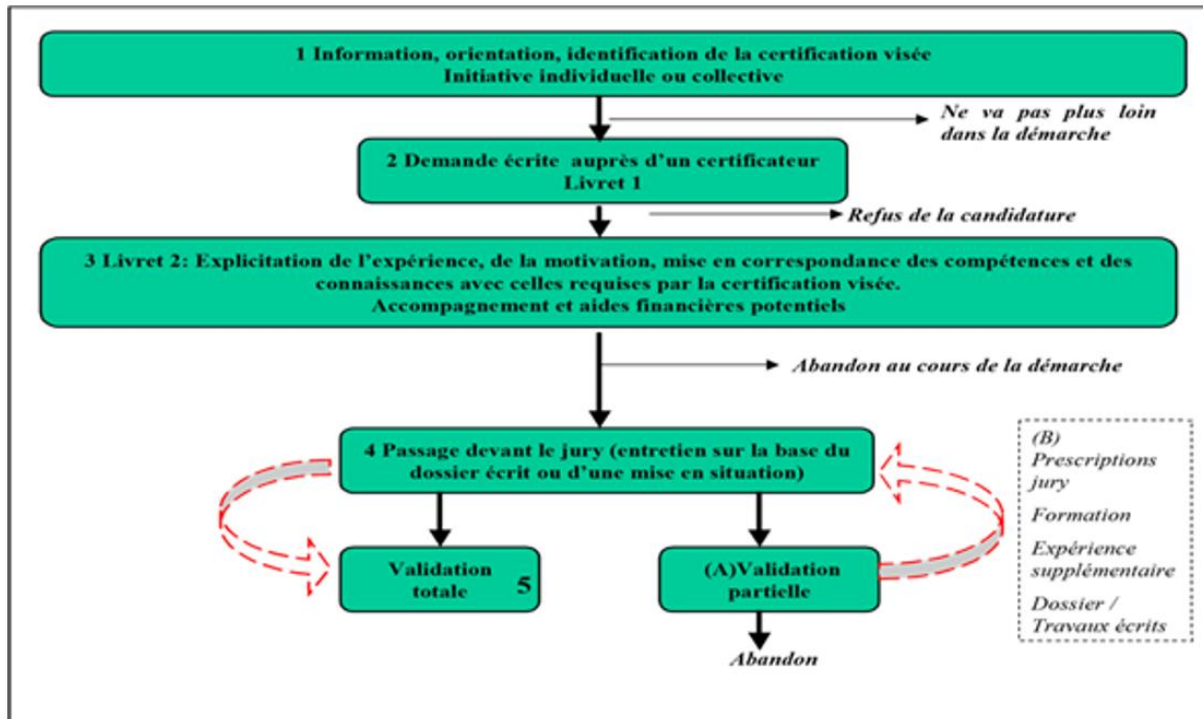 1 Information, orientation, identification de la certification visée
Initiative individuelle ou collective
Ne va pas plus loin
dans la démarche
2 Demande écrite auprès d’un certificateur
Livret 1
Refus de la candidature
3 Livret 2: Explicitation de l’expérience, de la motivation, mise en correspondance des compétences et des
connaissances avec celles requises par la certification visée.
Accompagnement et aides financières potentiels
Abandon au cours de la démarche
4 Passage devant le jury (entretien sur la base du
dossier écrit ou d’une mise en situation)
(B)
Prescriptions
jury
Formation
Expérience
supplémentaire
Dossier /
Travaux écrits
Validation
totale 5
(A)Validation
partielle
Abandon